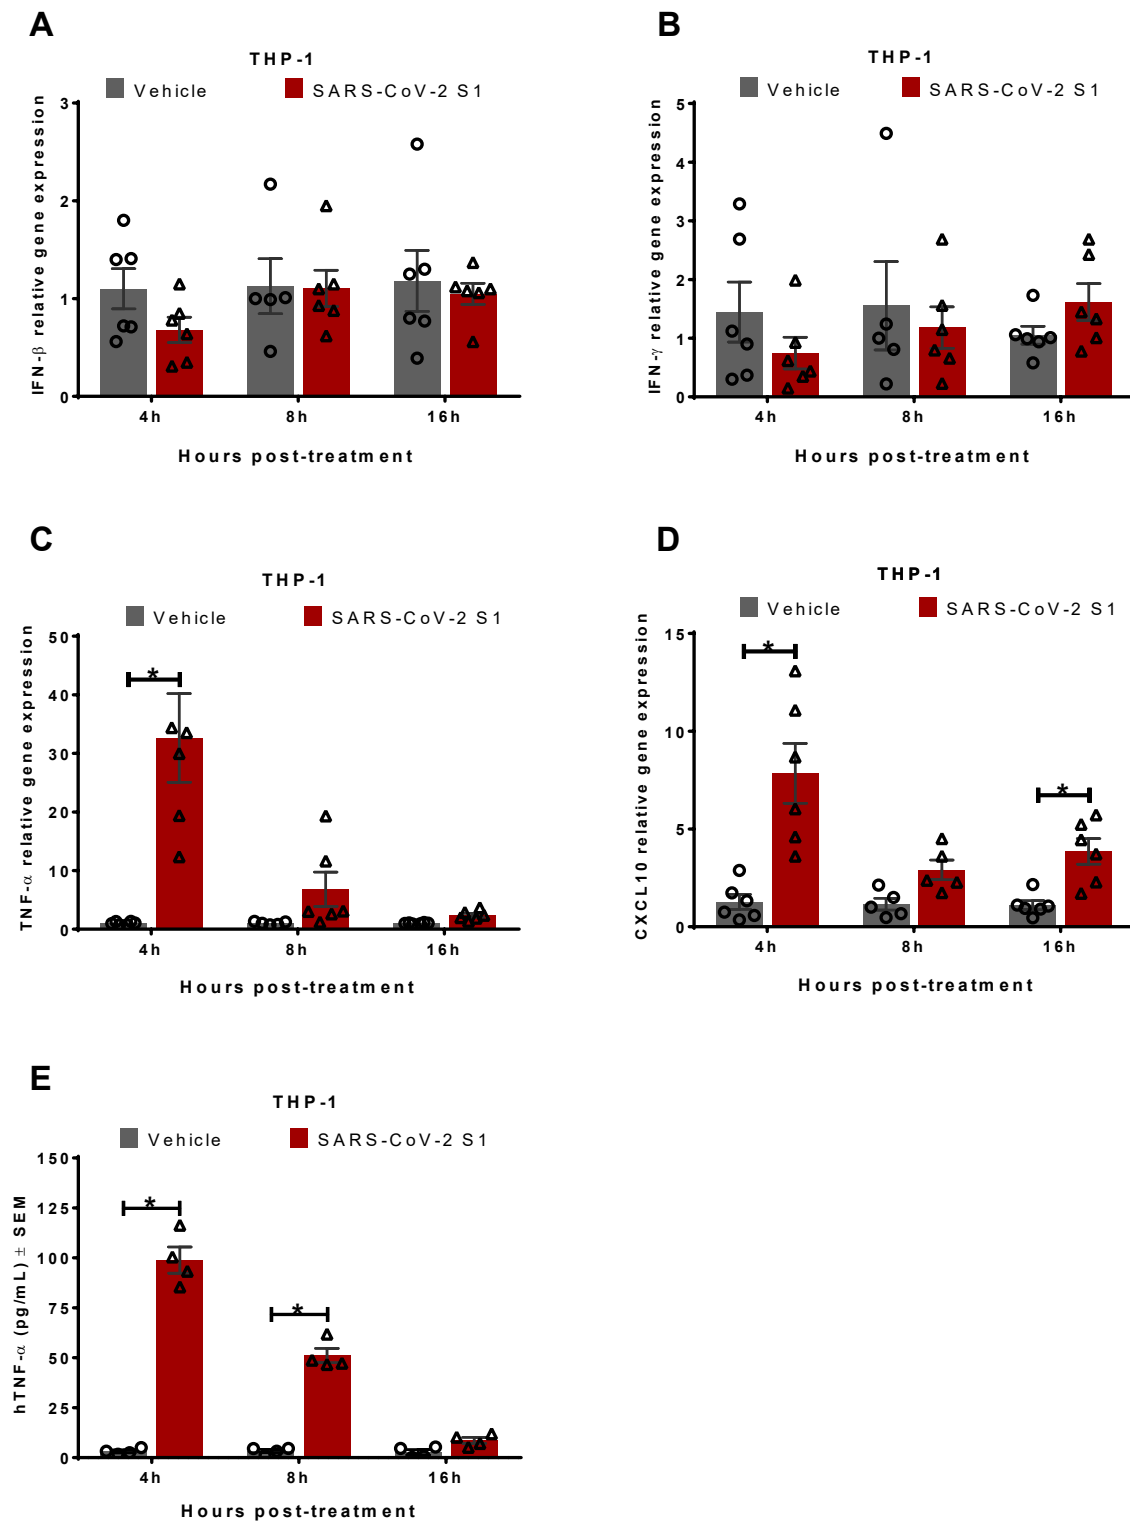 A
THP-1
Vehicle SARS-CoV-2 S1
IFN-β relative gene expression
3
2
1
0
4h 8h 16h
Hours post-treatment
B
THP-1
Vehicle SARS-CoV-2 S1
IFN-γ relative gene expression
5
4
3
2
1
0
4h 8h 16h
Hours post-treatment
C
THP-1
Vehicle SARS-CoV-2 S1
TNF-α relative gene expression
50
40
30
20
10
0
*
4h 8h 16h
Hours post-treatment
D
THP-1
Vehicle SARS-CoV-2 S1
CXCL10 relative gene expression
15
10
5
0
*
*
4h 8h 16h
Hours post-treatment
E
THP-1
Vehicle SARS-CoV-2 S1
hTNF-α (pg/mL) ± SEM
150
125
100
75
50
25
0
*
*
4h 8h 16h
Hours post-treatment